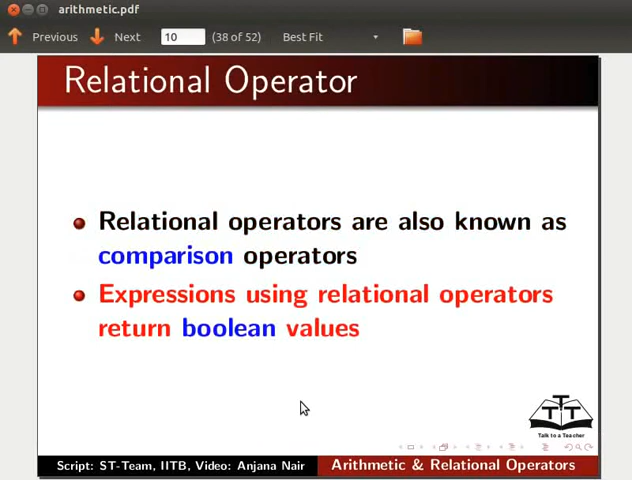 arithmetic.pdf
Previous Next 10 (38 of 52) Best Fit
Relational Operator
Relational operators are also known as
comparison operators
Expressions using relational operators
return boolean values
TTT
Talk to a Teacher
Script: ST-Team, IITB, Video: Anjana Nair Arithmetic & Relational Operators